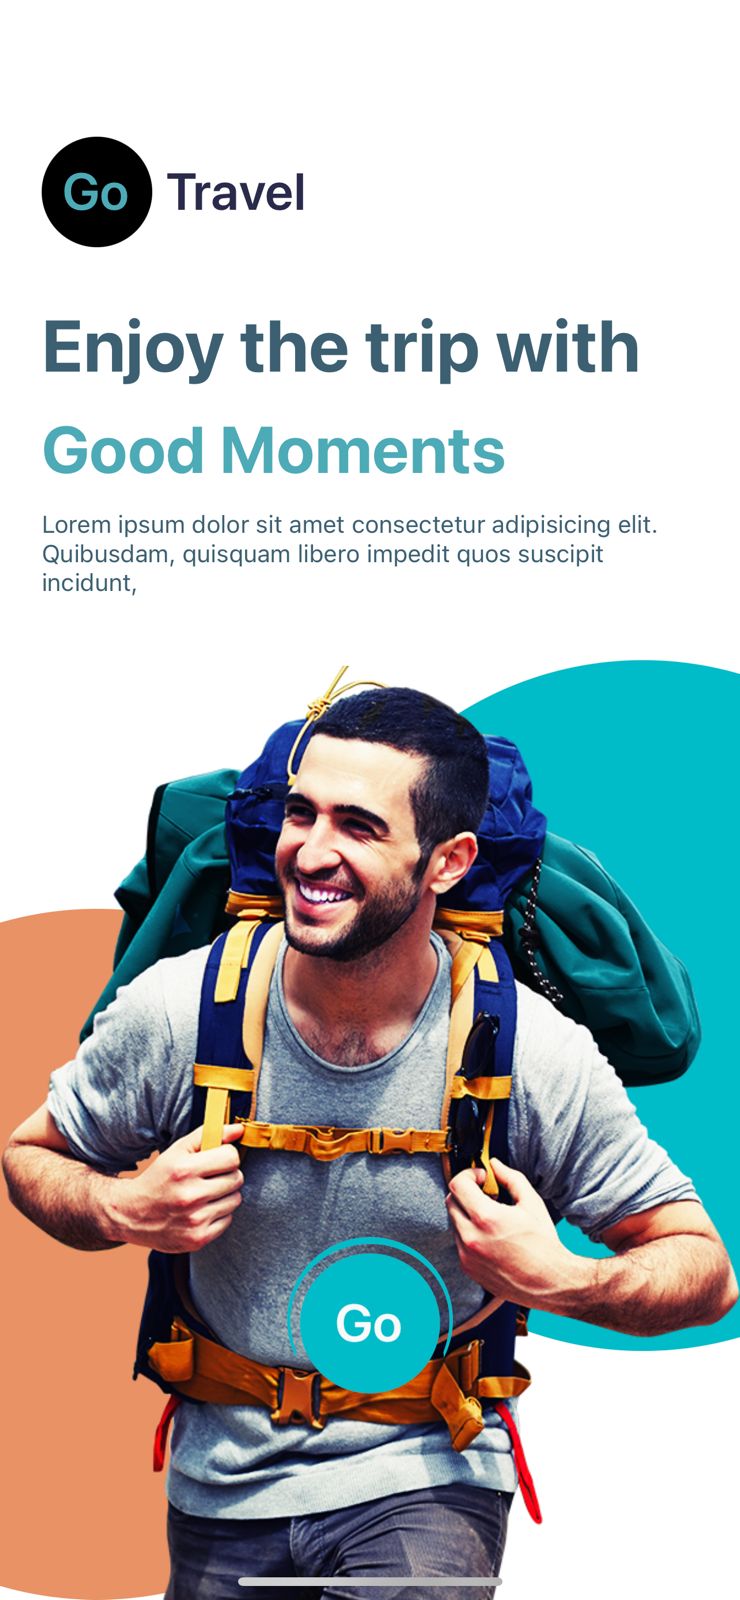 Go Travel
Enjoy the trip with
Good Moments
Lorem ipsum dolor sit amet consectetur adipisicing elit.
Quibusdam, quisquam libero impedit quos suscipit
incidunt,
Go